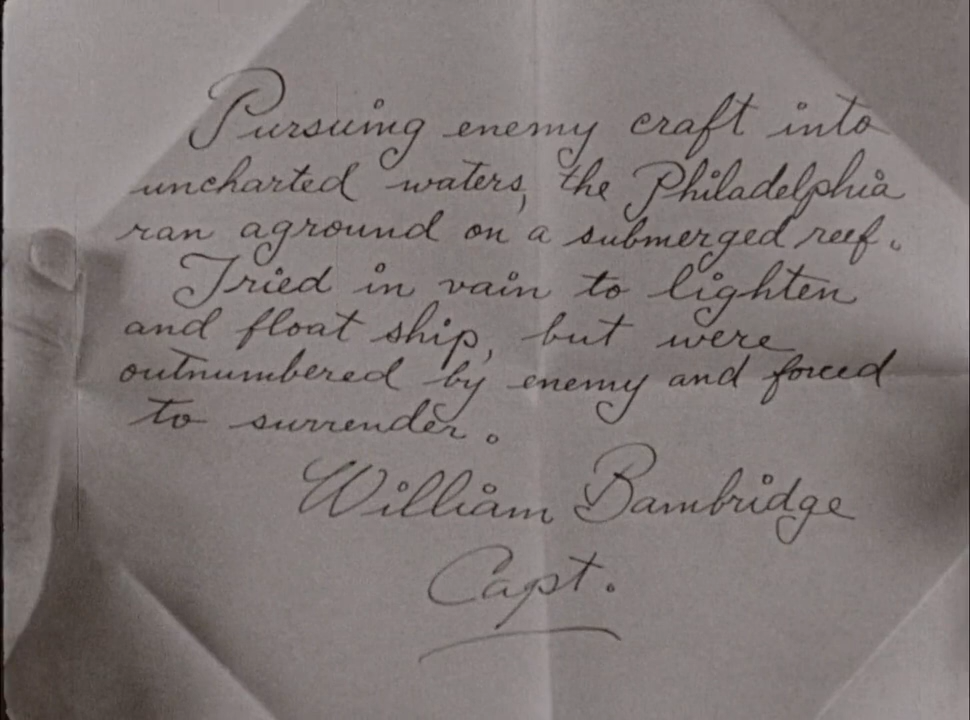 Pursuing enemy craft into
uncharted waters, the Philadelphia
ran aground on a submerged reef.
Tried in vain to lighten
and float ship, but were
outnumbered by enemy and forced
to surrender.
William Bambridge
Capt.